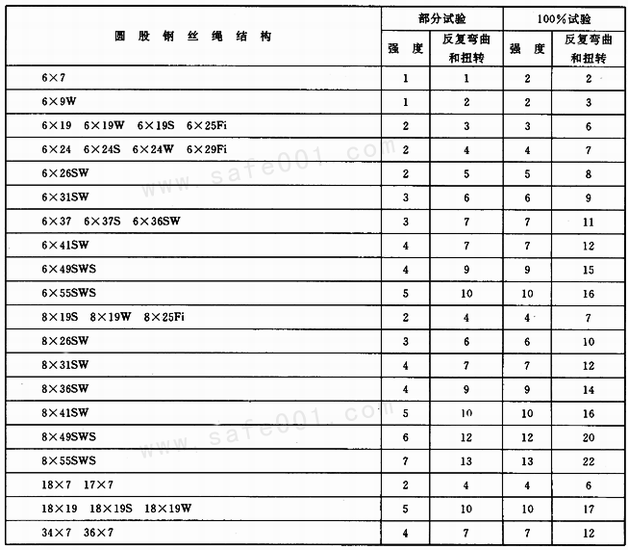 圆股钢丝绳结构 部分试验 100%试验
强度 反复弯曲和扭转 强度 反复弯曲和扭转
6×7 1 1 2 2
6×9W 1 2 2 3
6×19 6×19W 6×19S 6×25Fi 2 3 3 6
6×24 6×24S 6×24W 6×29Fi 2 4 4 7
6×26SW 2 5 5 8
6×31SW 3 6 6 9
6×37 6×37S 6×36SW 3 7 7 11
6×41SW 4 7 7 12
6×49SWS 4 9 9 15
6×55SWS 5 10 10 16
8×19S 8×19W 8×25Fi 2 4 4 7
8×26SW 3 6 6 10
8×31SW 4 7 7 12
8×36SW 4 9 9 14
8×41SW 5 10 10 16
8×49SWS 6 12 12 20
8×55SWS 7 13 13 22
18×7 17×7 2 4 4 6
18×19 18×19S 18×19W 5 10 10 17
34×7 36×7 4 7 7 12
www.safe001.com
www.safe001.com